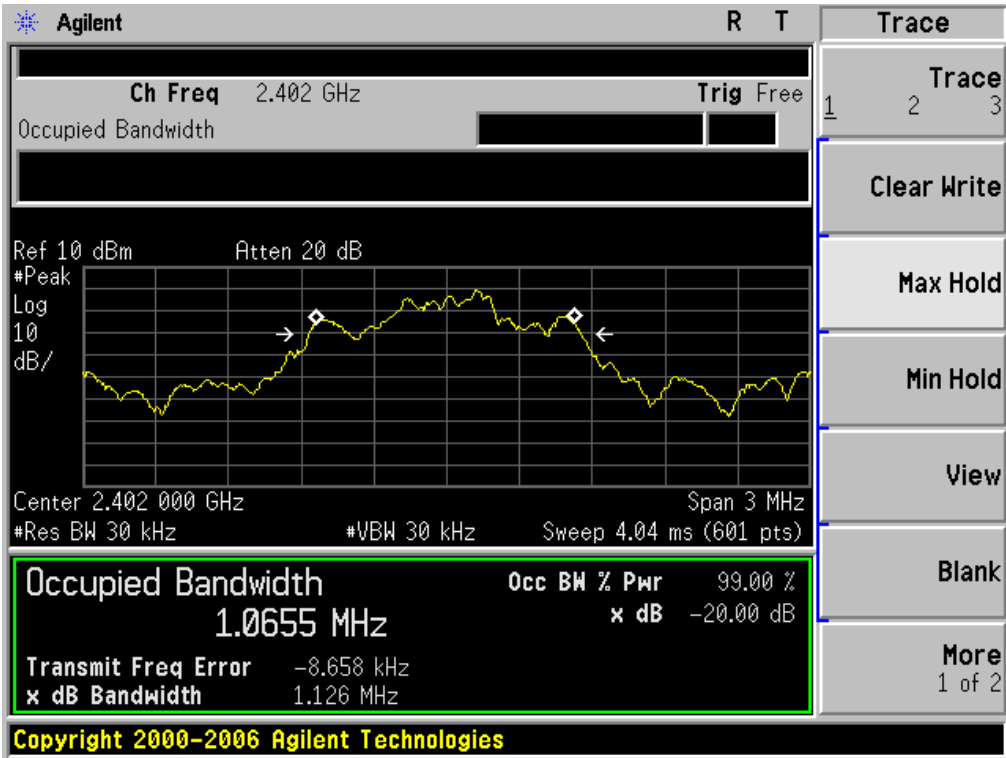 Agilent R T
Ch Freq 2.402 GHz Trig Free
Occupied Bandwidth
Ref 10 dBm Atten 20 dB
#Peak
Log
10
dB/
Center 2.402 000 GHz Span 3 MHz
#Res BW 30 kHz #VBW 30 kHz Sweep 4.04 ms (601 pts)
Occupied Bandwidth
1.0655 MHz
Occ BW % Pwr 99.00 %
x dB -20.00 dB
Transmit Freq Error -8.658 kHz
x dB Bandwidth 1.126 MHz
Copyright 2000-2006 Agilent Technologies
Trace
Trace
1 2 3
Clear Write
Max Hold
Min Hold
View
Blank
More
1 of 2